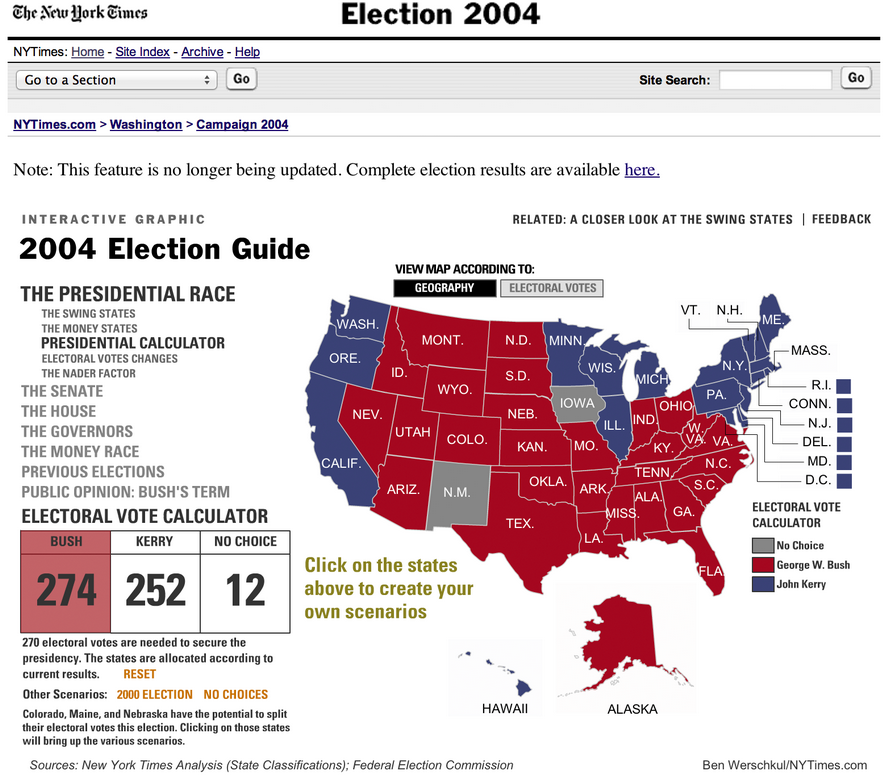 The New York Times
Election 2004
NYTimes: Home - Site Index - Archive - Help
Go to a Section Go Site Search: Go
NYTimes.com > Washington > Campaign 2004
Note: This feature is no longer being updated. Complete election results are available here.
INTERACTIVE GRAPHIC
RELATED: A CLOSER LOOK AT THE SWING STATES | FEEDBACK
2004 Election Guide
VIEW MAP ACCORDING TO:
GEOGRAPHY ELECTORAL VOTES
THE PRESIDENTIAL RACE
THE SWING STATES
THE MONEY STATES
PRESIDENTIAL CALCULATOR
ELECTORAL VOTES CHANGES
THE NADER FACTOR
THE SENATE
THE HOUSE
THE GOVERNORS
THE MONEY RACE
PREVIOUS ELECTIONS
PUBLIC OPINION: BUSH'S TERM
ELECTORAL VOTE CALCULATOR
BUSH KERRY NO CHOICE
274 252 12
270 electoral votes are needed to secure the
presidency. The states are allocated according to
current results. RESET
Other Scenarios: 2000 ELECTION NO CHOICES
Colorado, Maine, and Nebraska have the potential to split
their electoral votes this election. Clicking on those states
will bring up the various scenarios.
VT. N.H. ME.
WASH. MONT. N.D. MINN.
MASS.
ORE. ID. S.D. WIS. MICH N.Y.
R.I.
WYO. PA.
CONN.
NEV. NEB. IOWA ILL. IND. OHIO
N.J.
UTAH COLO. KAN. MO. KY. W. VA. VA.
DEL.
CALIF. MD.
ARIZ. N.M. OKLA. ARK TENN. N.C.
D.C.
S.C.
TEX. LA. MISS. ALA. GA.
FLA
ELECTORAL VOTE
CALCULATOR
No Choice
George W. Bush
John Kerry
Click on the states
above to create your
own scenarios
HAWAII ALASKA
Sources: New York Times Analysis (State Classifications); Federal Election Commission
Ben Werschkul/NYTimes.com